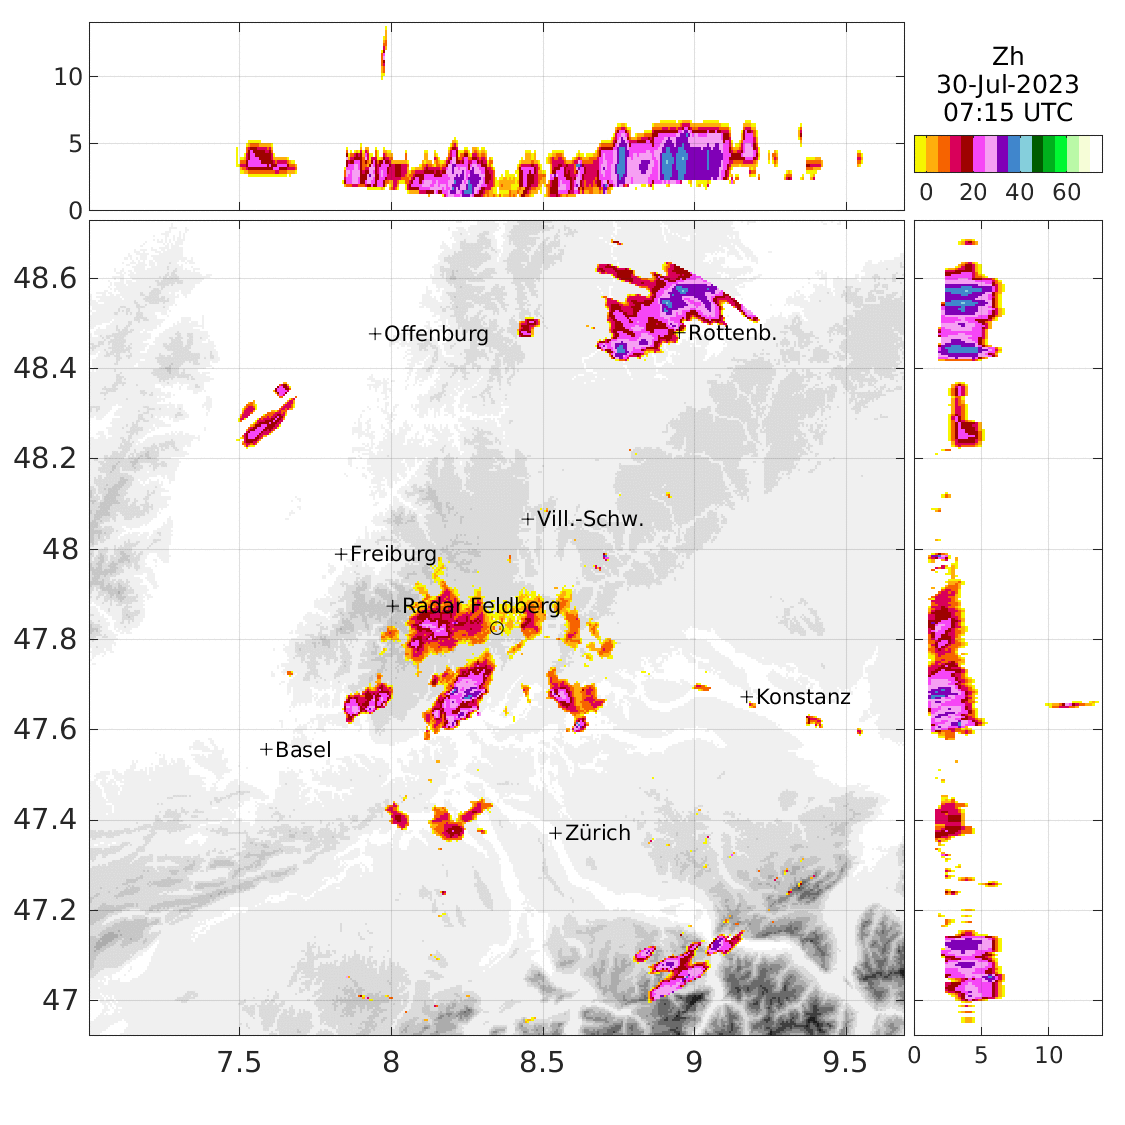 Zh
30-Jul-2023
07:15 UTC
10
5
0
0
20
40
60
48.6
48.4
48.2
48
47.8
47.6
47.4
47.2
47
+Offenburg
+Rottenb.
+Vill.-Schw.
+Freiburg
+Radar Feldberg
+Konstanz
+Basel
+Zürich
7.5
8
8.5
9
9.5
0
5
10